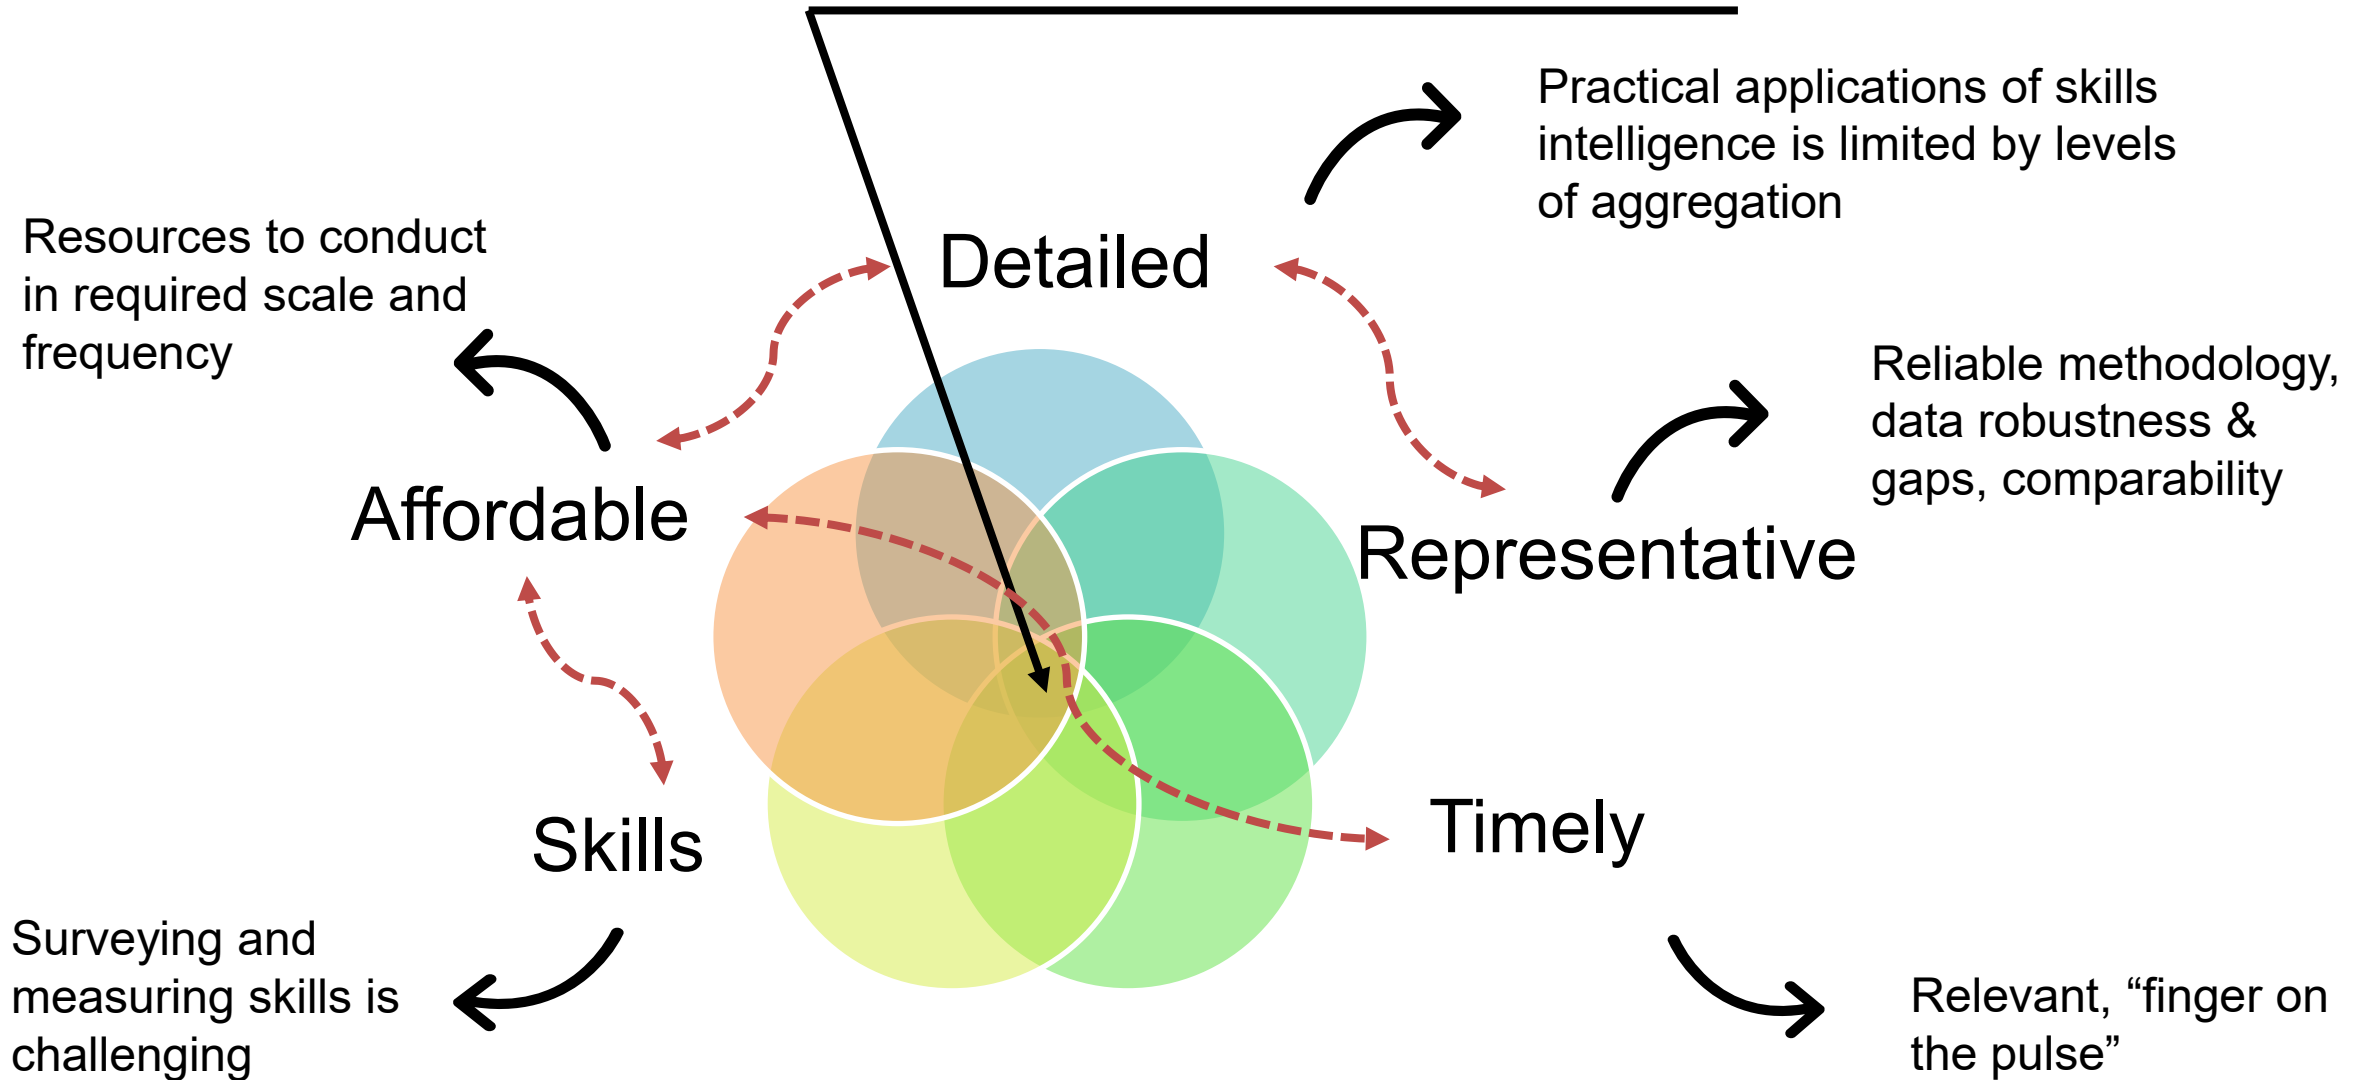 Practical applications of skills
intelligence is limited by levels
of aggregation
Resources to conduct
in required scale and
frequency
Detailed
Reliable methodology,
data robustness &
gaps, comparability
Affordable
Representative
Skills
Timely
Surveying and
measuring skills is
challenging
Relevant, “finger on
the pulse”